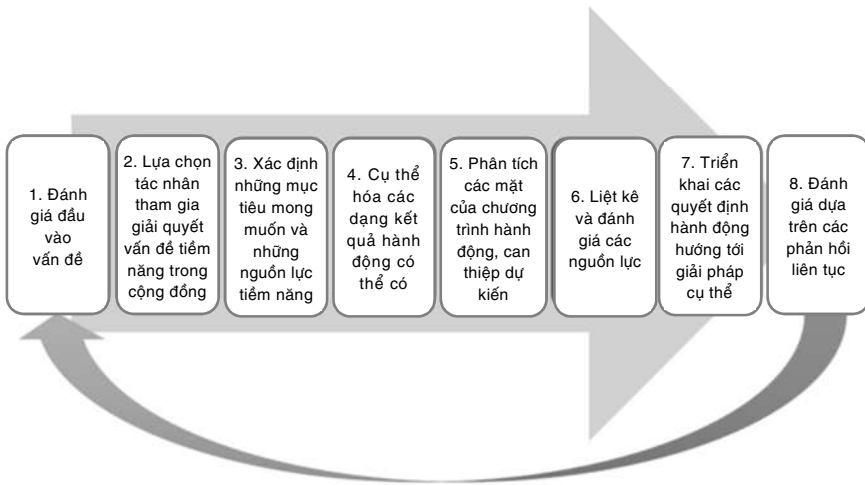 1. Đánh
giá đầu
vào
vấn đề
2. Lựa chọn
tác nhân
tham gia
giải quyết
vấn đề tiềm
năng trong
cộng đồng
3. Xác định
những mục
tiêu mong
muốn và
những
nguồn lực
tiềm năng
4. Cụ thể
hóa các
dạng kết
quả hành
động có
thể có
5. Phân tích
các mặt
của chương
trình hành
động, can
thiệp dự
kiến
6. Liệt kê
và đánh
giá các
nguồn lực
7. Triển
khai các
quyết định
hành động
hướng tới
giải pháp
cụ thể
8. Đánh
giá dựa
trên các
phản hồi
liên tục